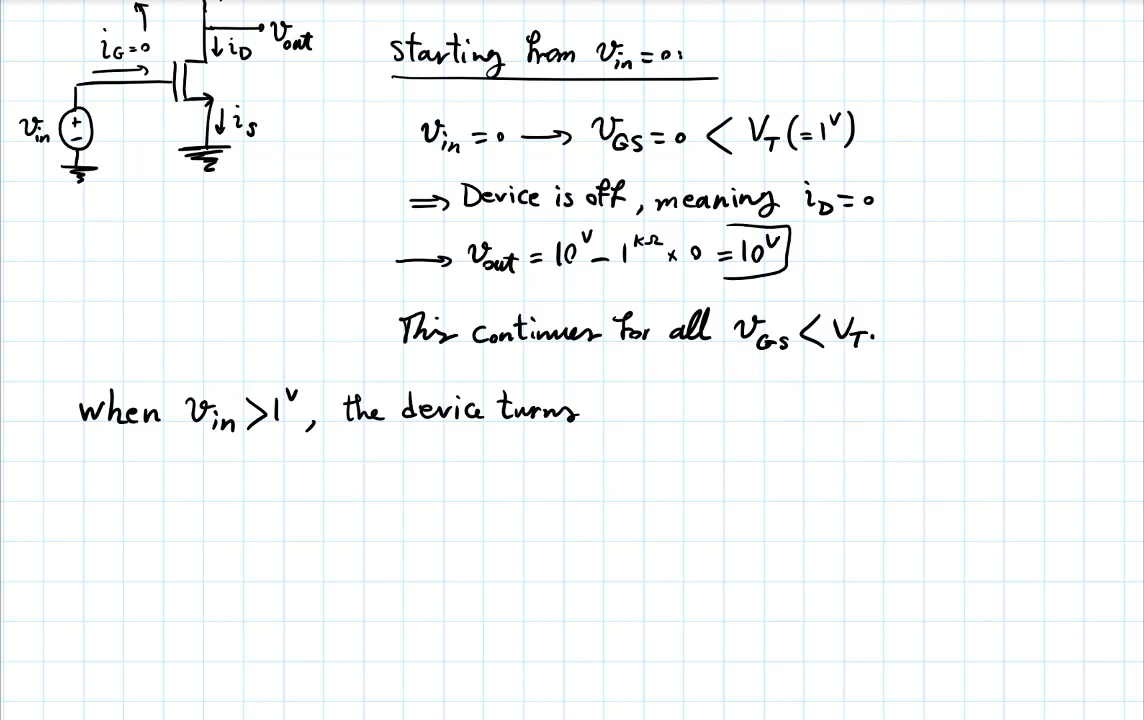 i_G=0
i_D
v_out
v_in
+
−
i_S
starting from v_in=0:
v_in=0 ⟶ v_GS=0 < V_T(=1^V)
⟹ Device is off, meaning i_D=0
⟶ v_out = 10^V − 1^kΩ × 0 = 10^V
This continues for all v_GS < V_T.
when v_in >1^V, the device turns